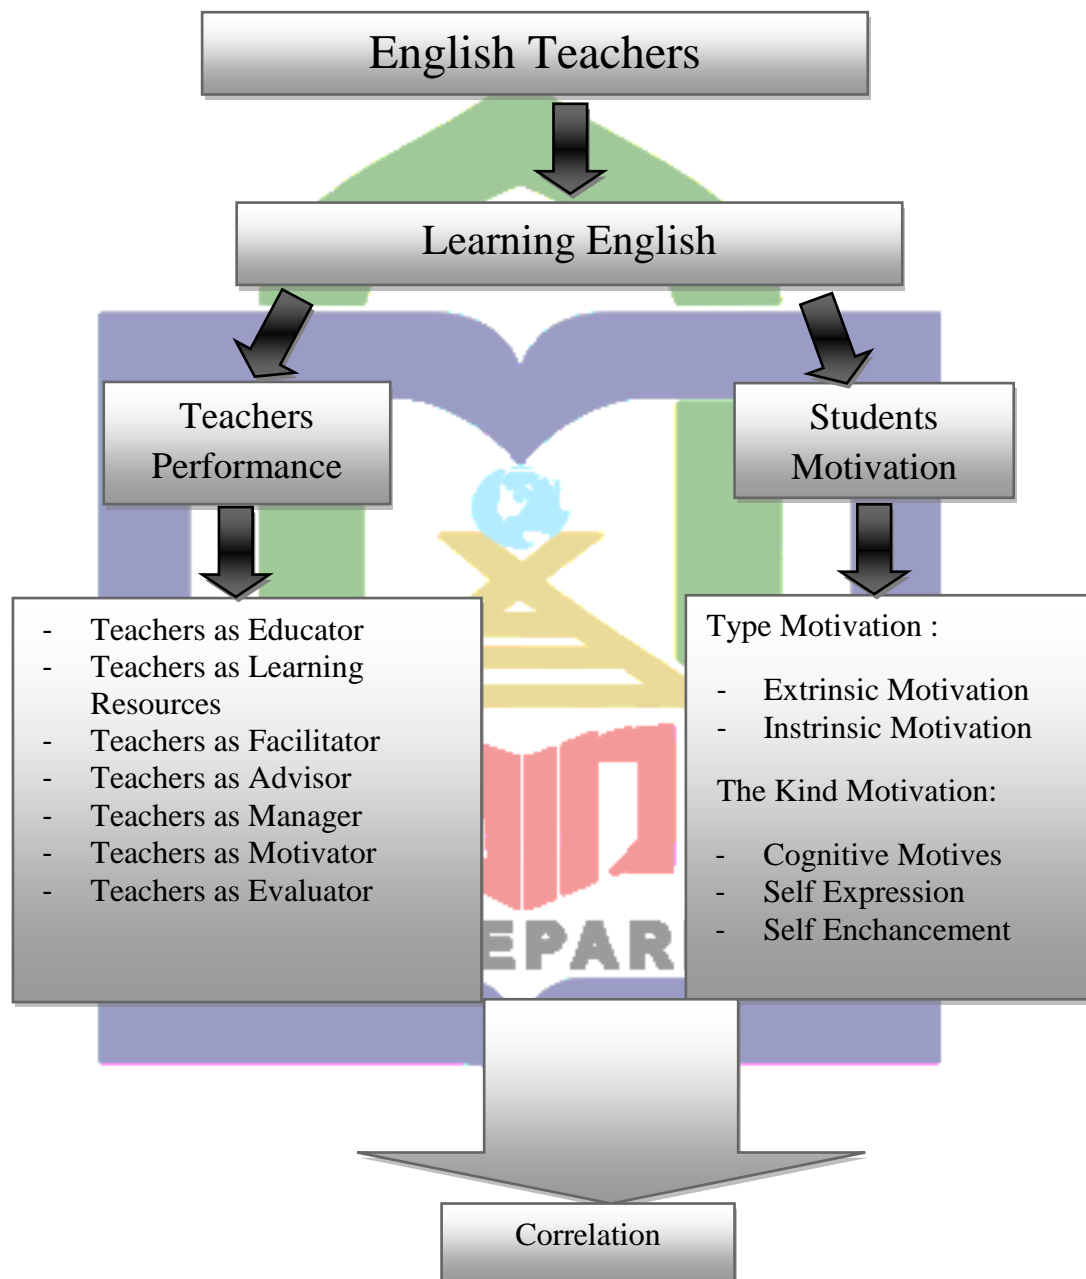 English Teachers
Learning English
Teachers
Performance
Students
Motivation
- Teachers as Educator
- Teachers as Learning
Resources
- Teachers as Facilitator
- Teachers as Advisor
- Teachers as Manager
- Teachers as Motivator
- Teachers as Evaluator
Type Motivation :
- Extrinsic Motivation
- Instrinsic Motivation
The Kind Motivation:
- Cognitive Motives
- Self Expression
- Self Enchancement
EPAR
Correlation